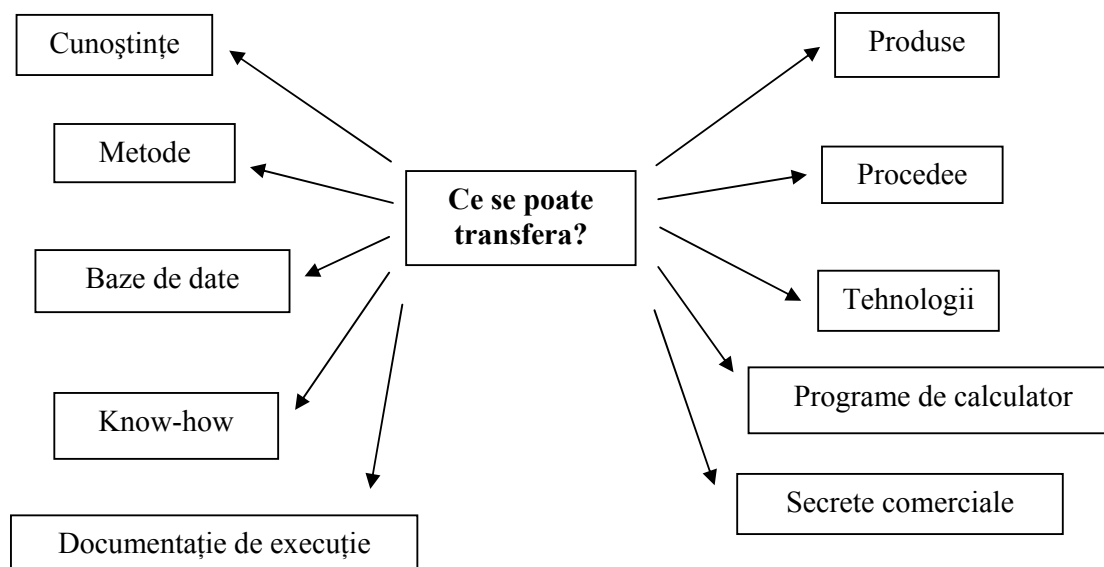 Cunoştinţe
Produse
Metode
Procedee
Ce se poate
transfera?
Baze de date
Tehnologii
Know-how
Programe de calculator
Secrete comerciale
Documentaţie de execuţie